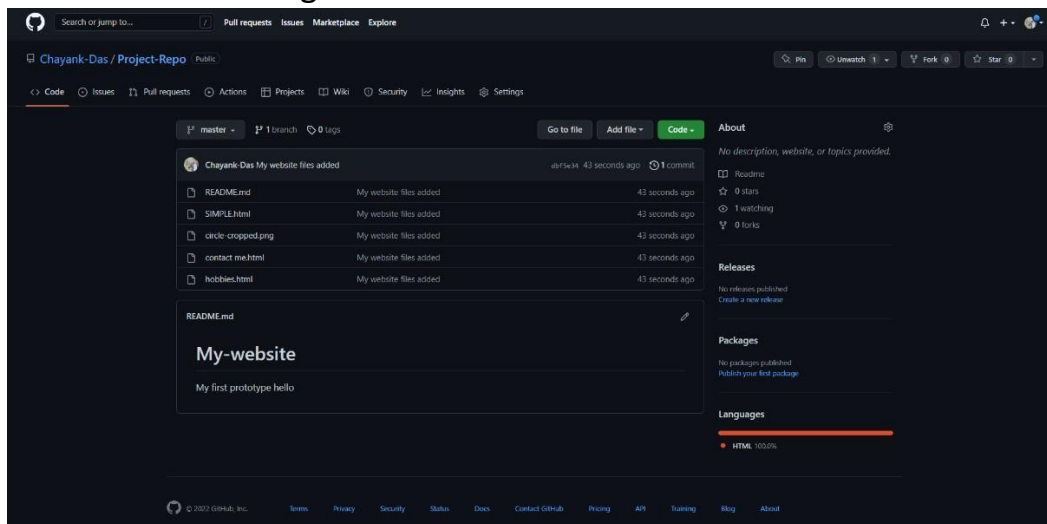 Search or jump to... / Pull requests Issues Marketplace Explore
Chayank-Das / Project-Repo Public
Pin Unwatch 1 Fork 0 Star 0
Code Issues Pull requests Actions Projects Wiki Security Insights Settings
master 1 branch 0 tags Go to file Add file Code
Chayank-Das My website files added 43 seconds ago 1 commit
README.md My website files added 43 seconds ago
SIMPLE.html My website files added 43 seconds ago
circle-cropped.png My website files added 43 seconds ago
contact me.html My website files added 43 seconds ago
hobbies.html My website files added 43 seconds ago
README.md
My-website
My first prototype hello
About
No description, website, or topics provided.
Readme
0 stars
1 watching
0 forks
Releases
No releases published
Create a new release
Packages
No packages published
Publish your first package
Languages
HTML 100.0%
© 2022 GitHub, Inc. Terms Privacy Security Status Docs Contact GitHub Pricing API Training Blog About